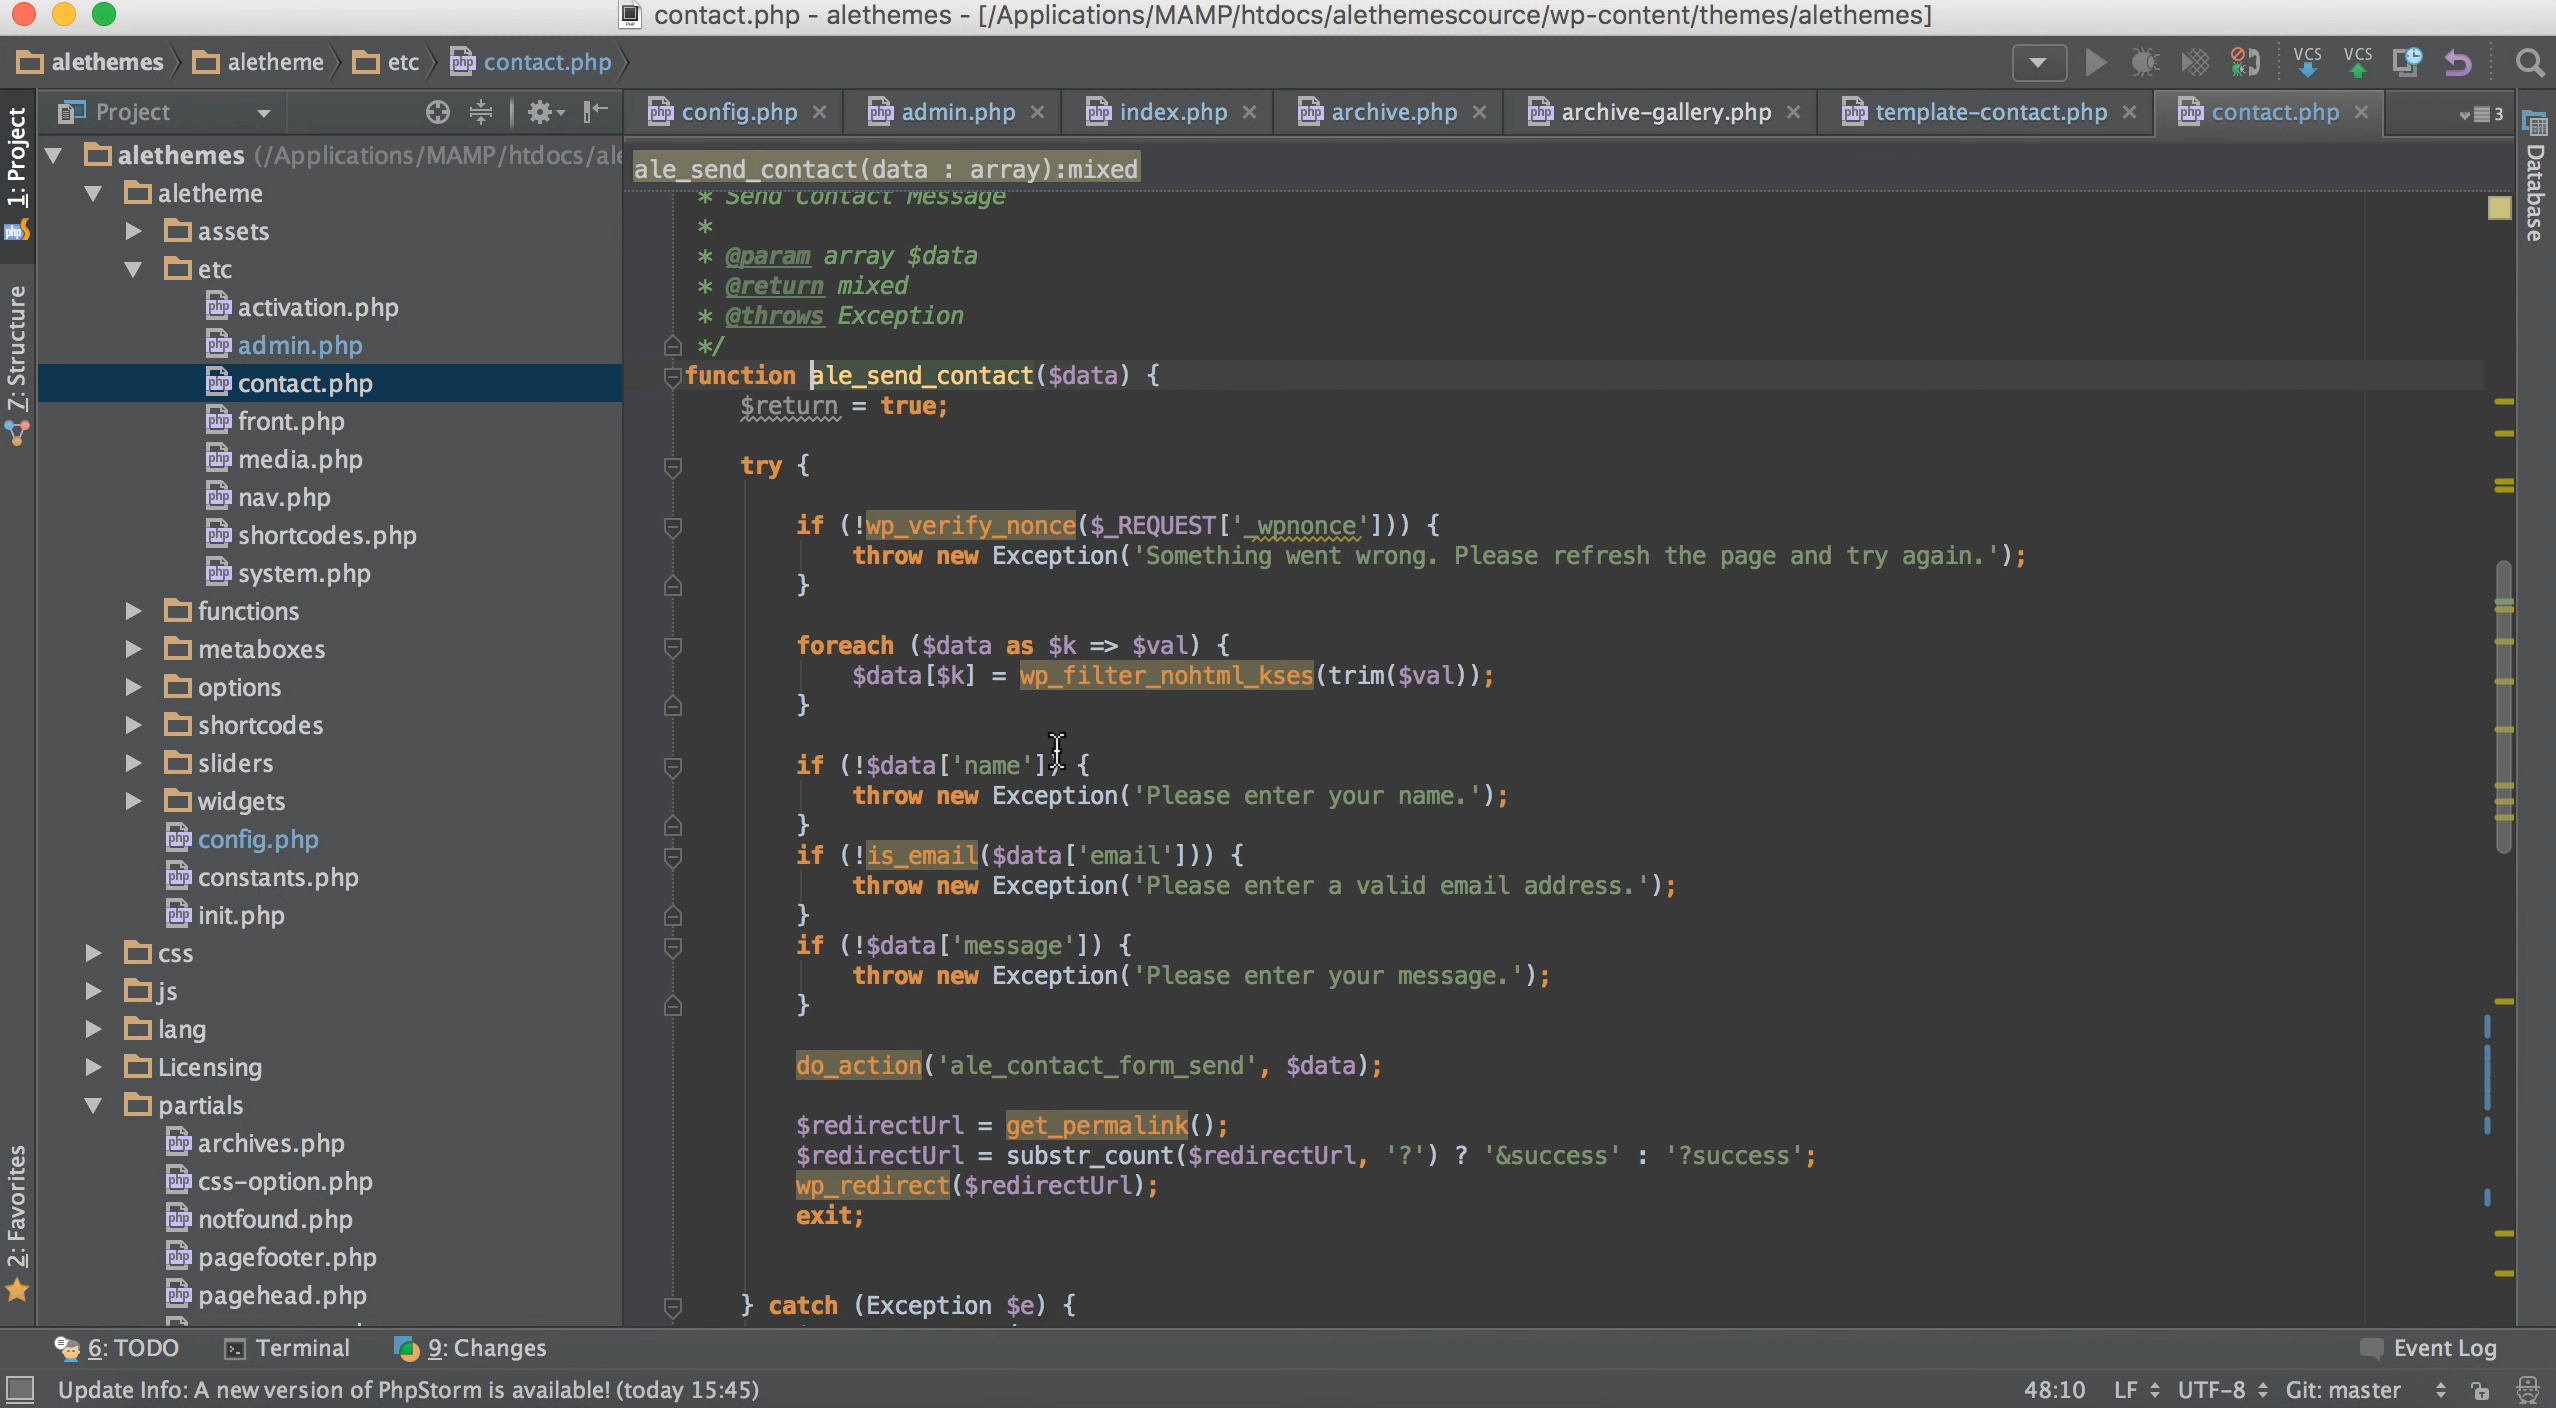 contact.php - alethemes - [/Applications/MAMP/htdocs/alethemescource/wp-content/themes/alethemes]
alethemes aletheme etc contact.php
VCS VCS
Project
config.php admin.php index.php archive.php archive-gallery.php template-contact.php contact.php 3
1: Project
Z: Structure
2: Favorites
Database
alethemes (/Applications/MAMP/htdocs/ale
aletheme
assets
etc
activation.php
admin.php
contact.php
front.php
media.php
nav.php
shortcodes.php
system.php
functions
metaboxes
options
shortcodes
sliders
widgets
config.php
constants.php
init.php
css
js
lang
Licensing
partials
archives.php
css-option.php
notfound.php
pagefooter.php
pagehead.php
ale_send_contact(data : array):mixed
* Send Contact Message
*
* @param array $data
* @return mixed
* @throws Exception
*/
function ale_send_contact($data) {
$return = true;
try {
if (!wp_verify_nonce($_REQUEST['_wpnonce'])) {
throw new Exception('Something went wrong. Please refresh the page and try again.');
}
foreach ($data as $k => $val) {
$data[$k] = wp_filter_nohtml_kses(trim($val));
}
if (!$data['name']) {
throw new Exception('Please enter your name.');
}
if (!is_email($data['email'])) {
throw new Exception('Please enter a valid email address.');
}
if (!$data['message']) {
throw new Exception('Please enter your message.');
}
do_action('ale_contact_form_send', $data);
$redirectUrl = get_permalink();
$redirectUrl = substr_count($redirectUrl, '?') ? '&success' : '?success';
wp_redirect($redirectUrl);
exit;
} catch (Exception $e) {
6: TODO Terminal 9: Changes Event Log
Update Info: A new version of PhpStorm is available! (today 15:45) 48:10 LF UTF-8 Git: master